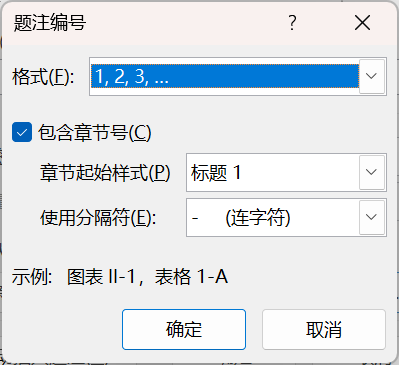 题注编号 ?
格式(F): 1, 2, 3, ...
包含章节号(C)
章节起始样式(P) 标题 1
使用分隔符(E): - (连字符)
示例: 图表 II-1，表格 1-A
确定 取消